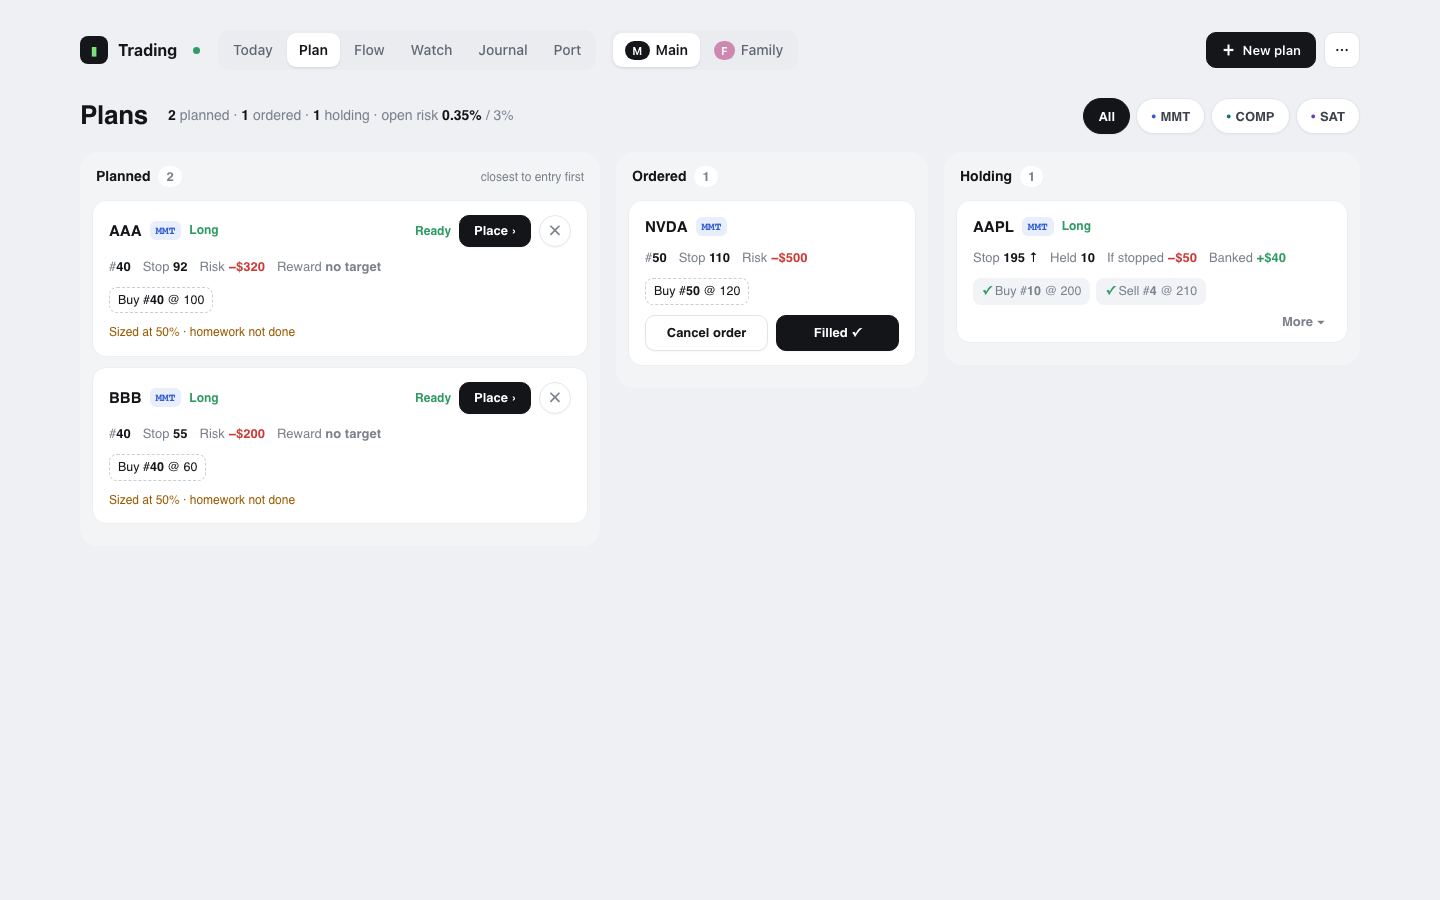 Trading Today Plan Flow Watch Journal Port M Main F Family + New plan ···
Plans 2 planned · 1 ordered · 1 holding · open risk 0.35% / 3% All • MMT • COMP • SAT
Planned 2 closest to entry first
AAA MMT Long Ready Place › ✕
#40 Stop 92 Risk –$320 Reward no target
Buy #40 @ 100
Sized at 50% · homework not done
BBB MMT Long Ready Place › ✕
#40 Stop 55 Risk –$200 Reward no target
Buy #40 @ 60
Sized at 50% · homework not done
Ordered 1
NVDA MMT
#50 Stop 110 Risk –$500
Buy #50 @ 120
Cancel order Filled ✓
Holding 1
AAPL MMT Long
Stop 195 ↑ Held 10 If stopped –$50 Banked +$40
✓ Buy #10 @ 200 ✓ Sell #4 @ 210
More ▾